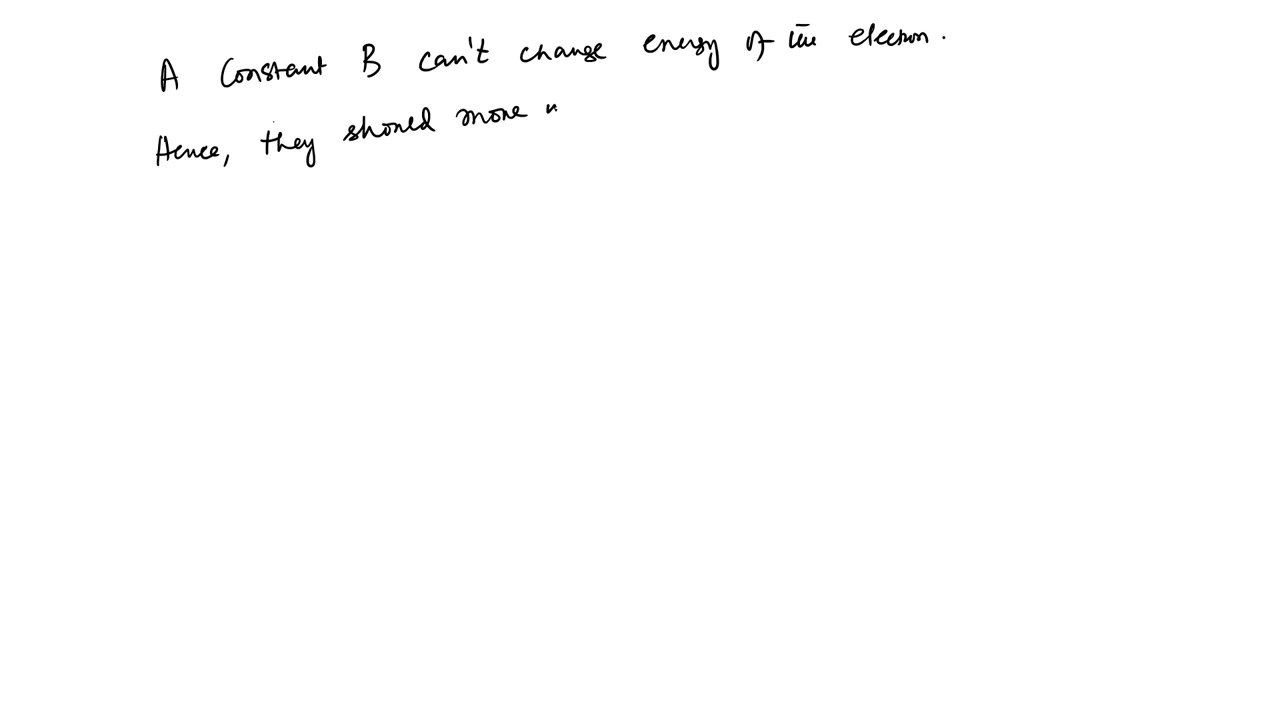 A constant B can't change energy of the electron.
Hence, they should move